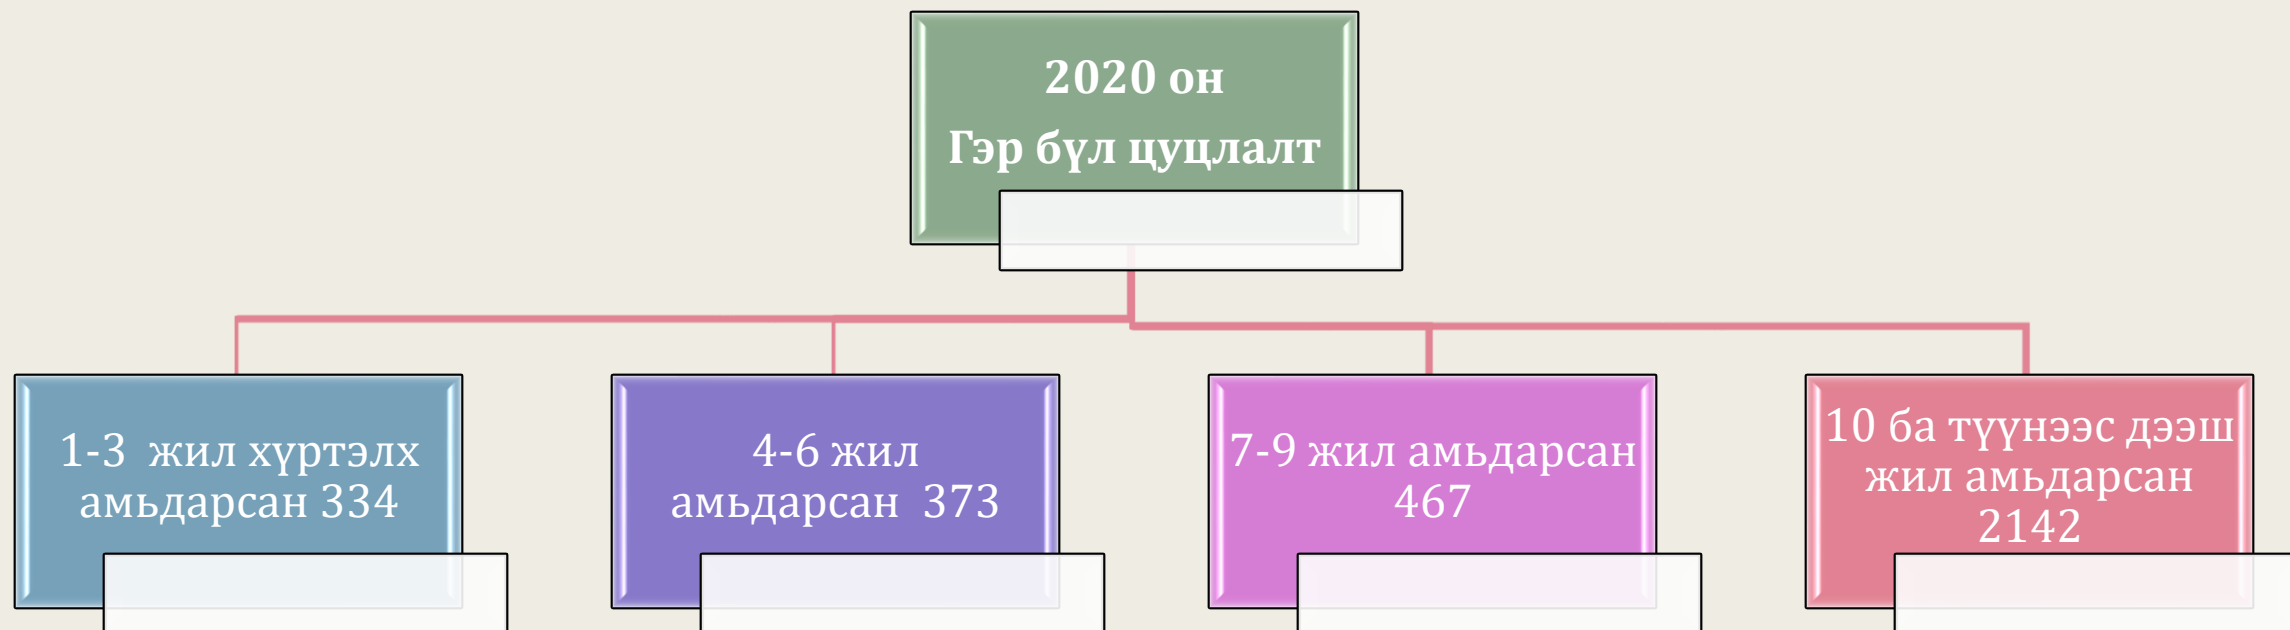 2020 он
Гэр бүл цуцлалт
1-3 жил хүртэлх
амьдарсан 334
4-6 жил
амьдарсан 373
7-9 жил амьдарсан
467
10 ба түүнээс дээш
жил амьдарсан
2142